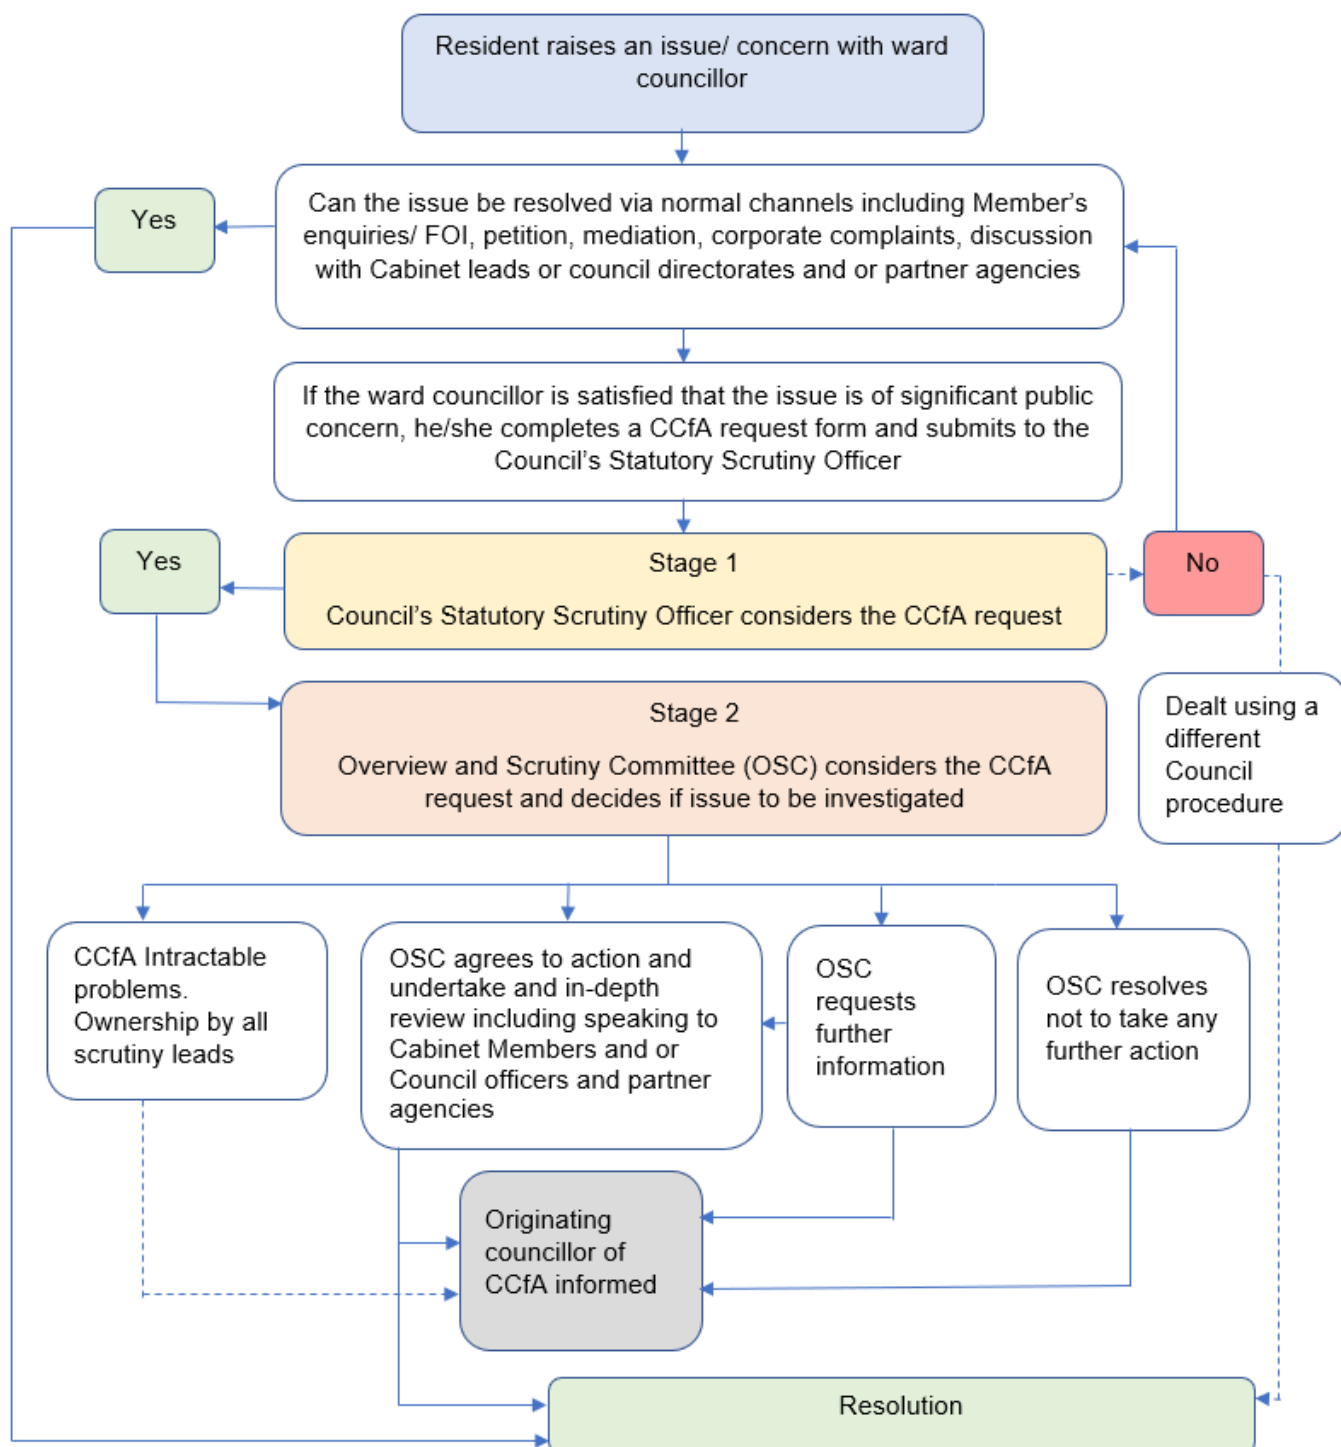 Resident raises an issue/ concern with ward
councillor
Yes
Can the issue be resolved via normal channels including Member’s
enquiries/ FOI, petition, mediation, corporate complaints, discussion
with Cabinet leads or council directorates and or partner agencies
If the ward councillor is satisfied that the issue is of significant public
concern, he/she completes a CCfA request form and submits to the
Council’s Statutory Scrutiny Officer
Yes
Stage 1
Council’s Statutory Scrutiny Officer considers the CCfA request
No
Stage 2
Overview and Scrutiny Committee (OSC) considers the CCfA
request and decides if issue to be investigated
Dealt using a
different
Council
procedure
CCfA Intractable
problems.
Ownership by all
scrutiny leads
OSC agrees to action and
undertake and in-depth
review including speaking to
Cabinet Members and or
Council officers and partner
agencies
OSC
requests
further
information
OSC resolves
not to take any
further action
Originating
councillor of
CCfA informed
Resolution